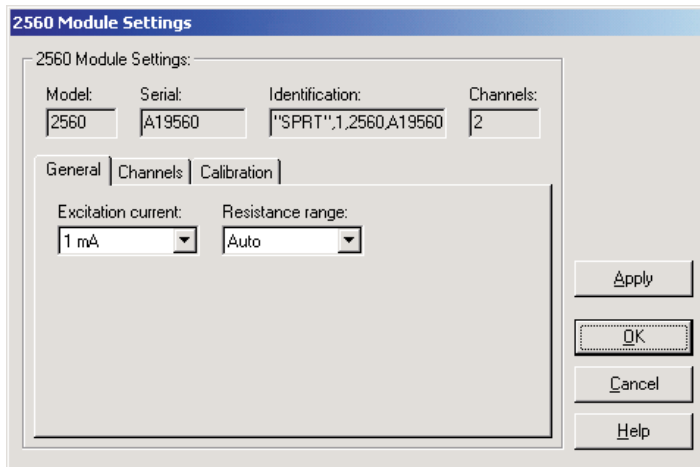 2560 Module Settings
2560 Module Settings:
Model: Serial: Identification: Channels:
2560 A19560 "SPRT",1,2560,A19560 2
General Channels Calibration
Excitation current: Resistance range:
1 mA Auto
Apply
OK
Cancel
Help